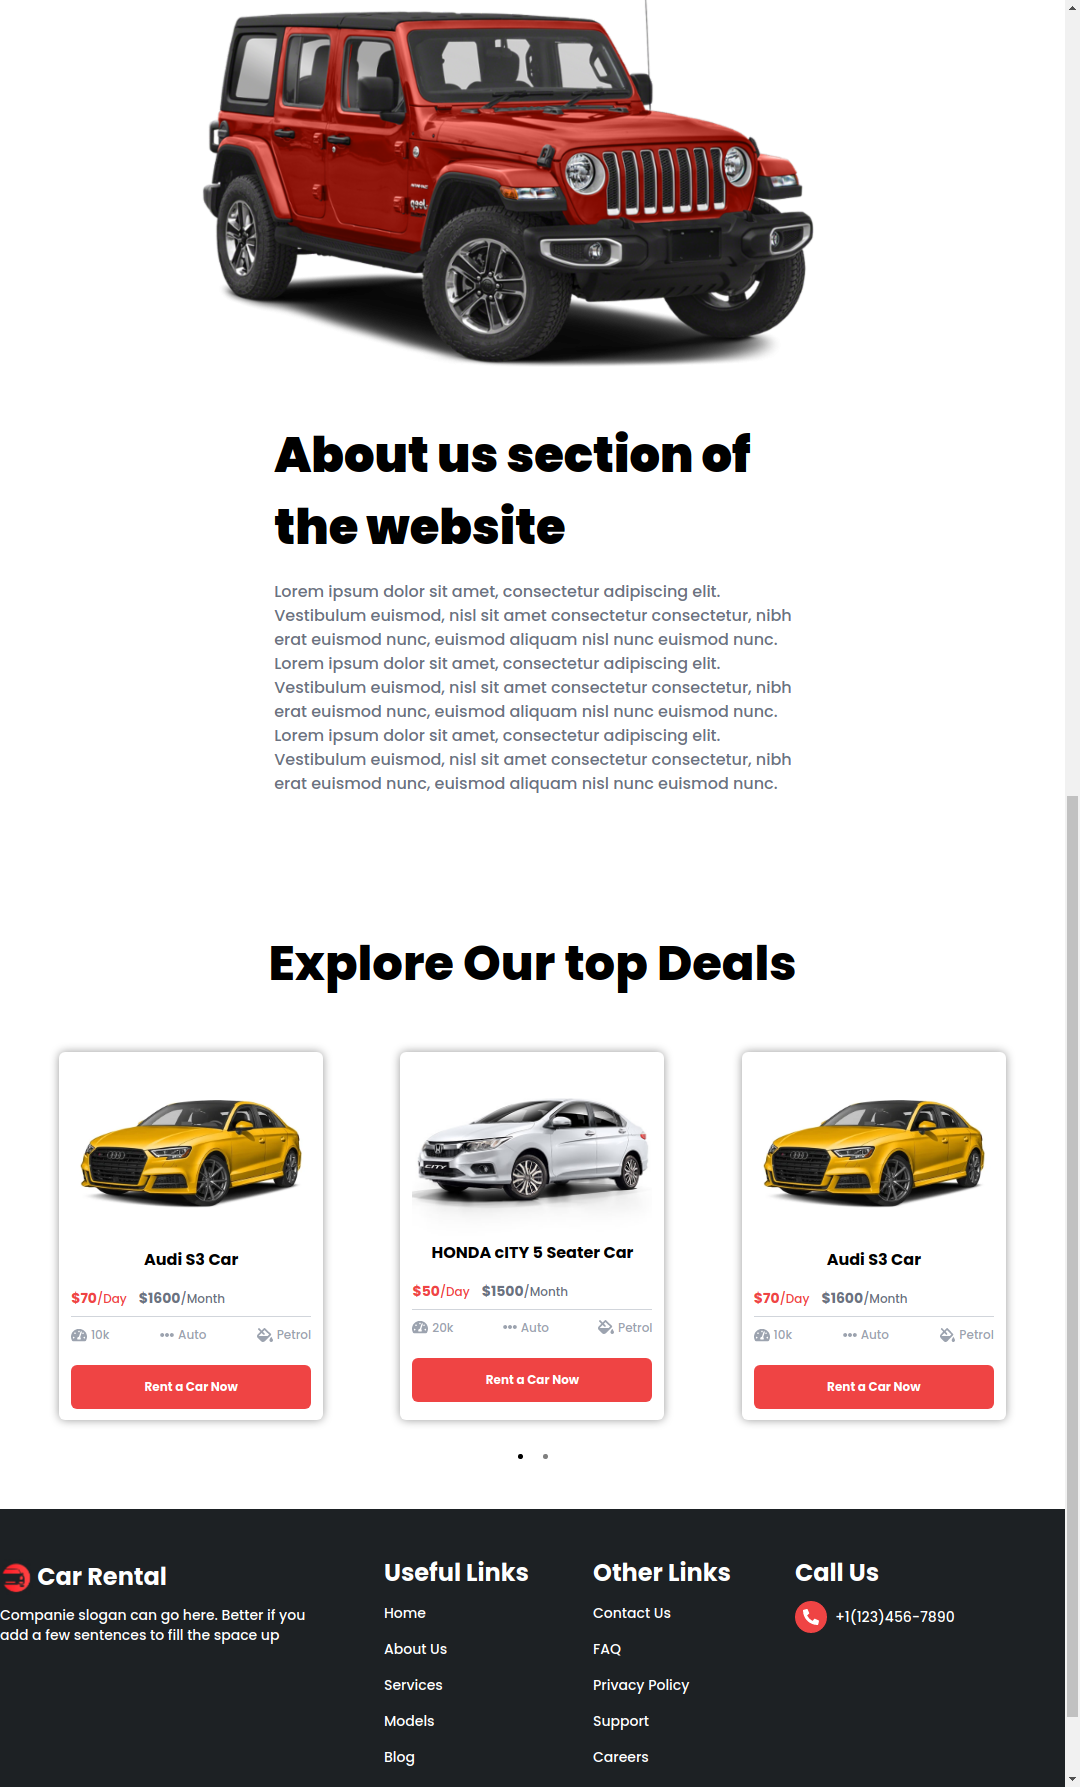 Jeep
About us section of
the website
Lorem ipsum dolor sit amet, consectetur adipiscing elit.
Vestibulum euismod, nisl sit amet consectetur consectetur, nibh
erat euismod nunc, euismod aliquam nisl nunc euismod nunc.
Lorem ipsum dolor sit amet, consectetur adipiscing elit.
Vestibulum euismod, nisl sit amet consectetur consectetur, nibh
erat euismod nunc, euismod aliquam nisl nunc euismod nunc.
Lorem ipsum dolor sit amet, consectetur adipiscing elit.
Vestibulum euismod, nisl sit amet consectetur consectetur, nibh
erat euismod nunc, euismod aliquam nisl nunc euismod nunc.
Explore Our top Deals
Audi S3 Car
$70/Day $1600/Month
10k Auto Petrol
Rent a Car Now
CITY
HONDA cITY 5 Seater Car
$50/Day $1500/Month
20k Auto Petrol
Rent a Car Now
Audi S3 Car
$70/Day $1600/Month
10k Auto Petrol
Rent a Car Now
Car Rental
Companie slogan can go here. Better if you
add a few sentences to fill the space up
Useful Links
Home
About Us
Services
Models
Blog
Other Links
Contact Us
FAQ
Privacy Policy
Support
Careers
Call Us
+1(123)456-7890